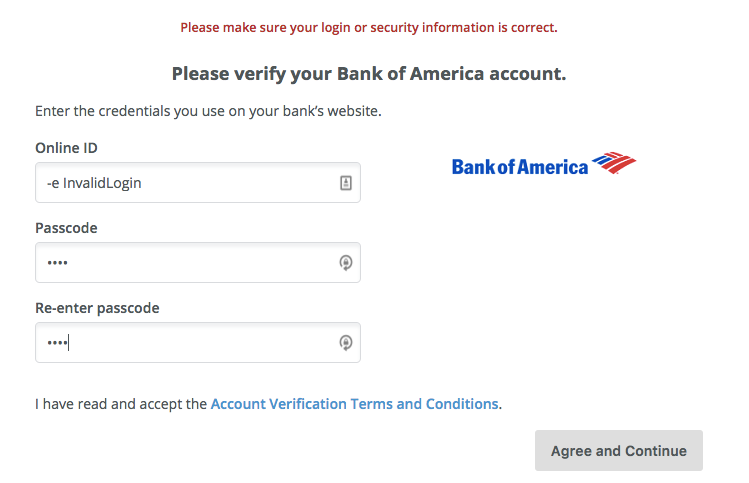 Please make sure your login or security information is correct.
Please verify your Bank of America account.
Enter the credentials you use on your bank’s website.
Online ID
Bank of America
-e InvalidLogin
Passcode
••••
Re-enter passcode
••••
I have read and accept the Account Verification Terms and Conditions.
Agree and Continue